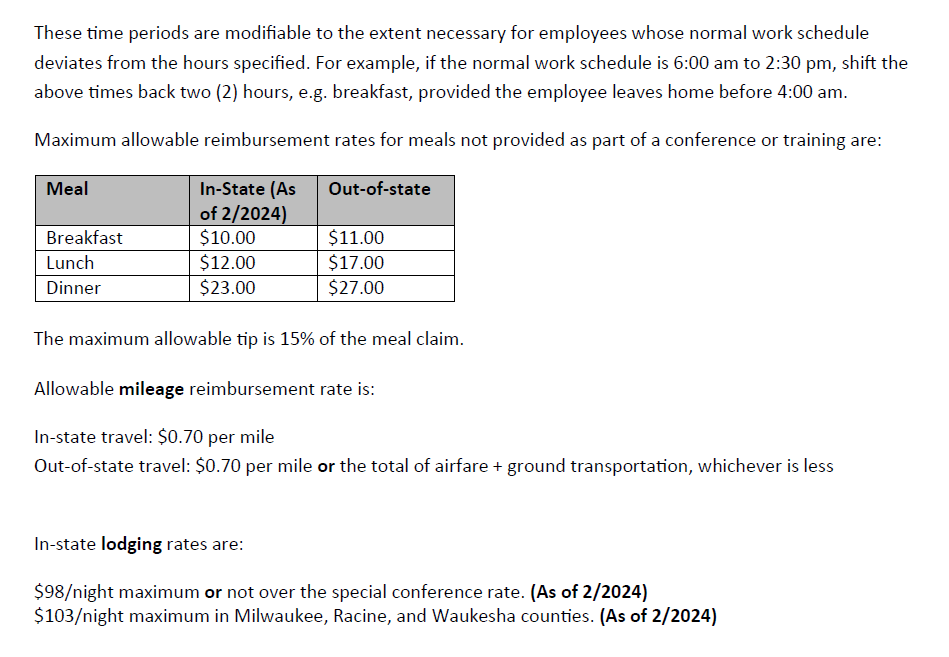 These time periods are modifiable to the extent necessary for employees whose normal work schedule
deviates from the hours specified. For example, if the normal work schedule is 6:00 am to 2:30 pm, shift the
above times back two (2) hours, e.g. breakfast, provided the employee leaves home before 4:00 am.
Maximum allowable reimbursement rates for meals not provided as part of a conference or training are:
Meal In-State (As of 2/2024) Out-of-state
Breakfast $10.00 $11.00
Lunch $12.00 $17.00
Dinner $23.00 $27.00
The maximum allowable tip is 15% of the meal claim.
Allowable mileage reimbursement rate is:
In-state travel: $0.70 per mile
Out-of-state travel: $0.70 per mile or the total of airfare + ground transportation, whichever is less
In-state lodging rates are:
$98/night maximum or not over the special conference rate. (As of 2/2024)
$103/night maximum in Milwaukee, Racine, and Waukesha counties. (As of 2/2024)